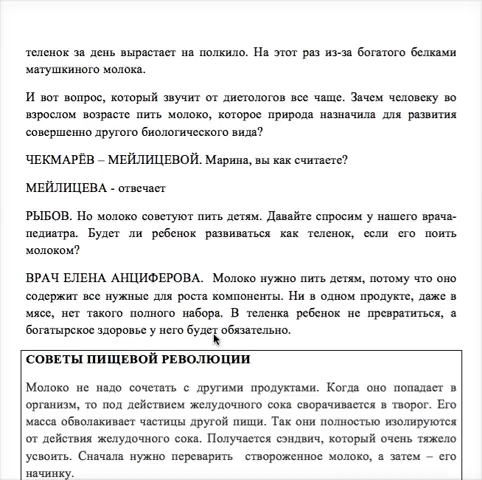 теленок за день вырастает на полкило. На этот раз из-за богатого белками
матушкиного молока.
И вот вопрос, который звучит от диетологов все чаще. Зачем человеку во
взрослом возрасте пить молоко, которое природа назначила для развития
совершенно другого биологического вида?
ЧЕКМАРЁВ – МЕЙЛИЦЕВОЙ. Марина, вы как считаете?
МЕЙЛИЦЕВА - отвечает
РЫБОВ. Но молоко советуют пить детям. Давайте спросим у нашего врача-
педиатра. Будет ли ребенок развиваться как теленок, если его поить
молоком?
ВРАЧ ЕЛЕНА АНЦИФЕРОВА. Молоко нужно пить детям, потому что оно
содержит все нужные для роста компоненты. Ни в одном продукте, даже в
мясе, нет такого полного набора. В теленка ребенок не превратиться, а
богатырское здоровье у него будет обязательно.
СОВЕТЫ ПИЩЕВОЙ РЕВОЛЮЦИИ
Молоко не надо сочетать с другими продуктами. Когда оно попадает в
организм, то под действием желудочного сока сворачивается в творог. Его
масса обволакивает частицы другой пищи. Так они полностью изолируются
от действия желудочного сока. Получается сэндвич, который очень тяжело
усвоить. Сначала нужно переварить створоженное молоко, а затем – его
начинку.